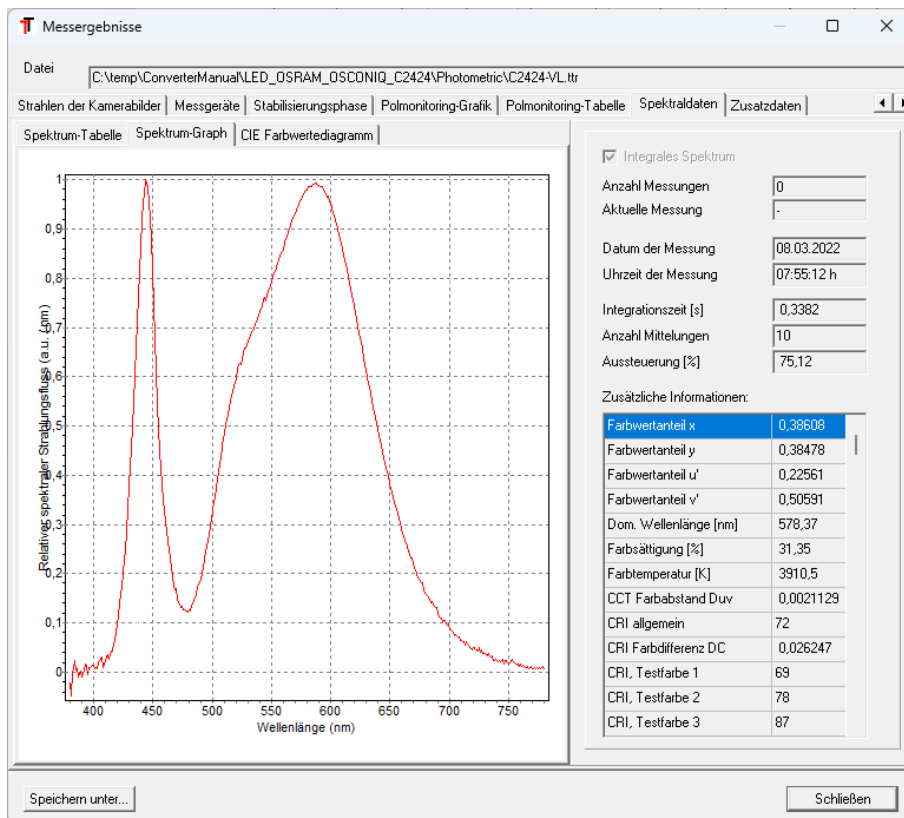 Messergebnisse
Datei
C:\temp\ConverterManual\LED_OSRAM_OSCONIQ_C2424\Photometric\C2424-VL.ttr
Strahlen der Kamerabilder Messgeräte Stabilisierungsphase Polmonitoring-Grafik Polmonitoring-Tabelle Spektraldaten Zusatzdaten
Spektrum-Tabelle Spektrum-Graph CIE Farbwertediagramm
Relativer spektraler Strahlungsfluss (a.u. / nm)
1
0,9
0,8
0,7
0,6
0,5
0,4
0,3
0,2
0,1
0
400 450 500 550 600 650 700 750
Wellenlänge (nm)
Integrales Spektrum
Anzahl Messungen 0
Aktuelle Messung -
Datum der Messung 08.03.2022
Uhrzeit der Messung 07:55:12 h
Integrationszeit [s] 0,3382
Anzahl Mittelungen 10
Aussteuerung [%] 75,12
Zusätzliche Informationen:
Farbwertanteil x 0,38608
Farbwertanteil y 0,38478
Farbwertanteil u' 0,22561
Farbwertanteil v' 0,50591
Dom. Wellenlänge [nm] 578,37
Farbsättigung [%] 31,35
Farbtemperatur [K] 3910,5
CCT Farbabstand Duv 0,0021129
CRI allgemein 72
CRI Farbdifferenz DC 0,026247
CRI, Testfarbe 1 69
CRI, Testfarbe 2 78
CRI, Testfarbe 3 87
Speichern unter...
Schließen